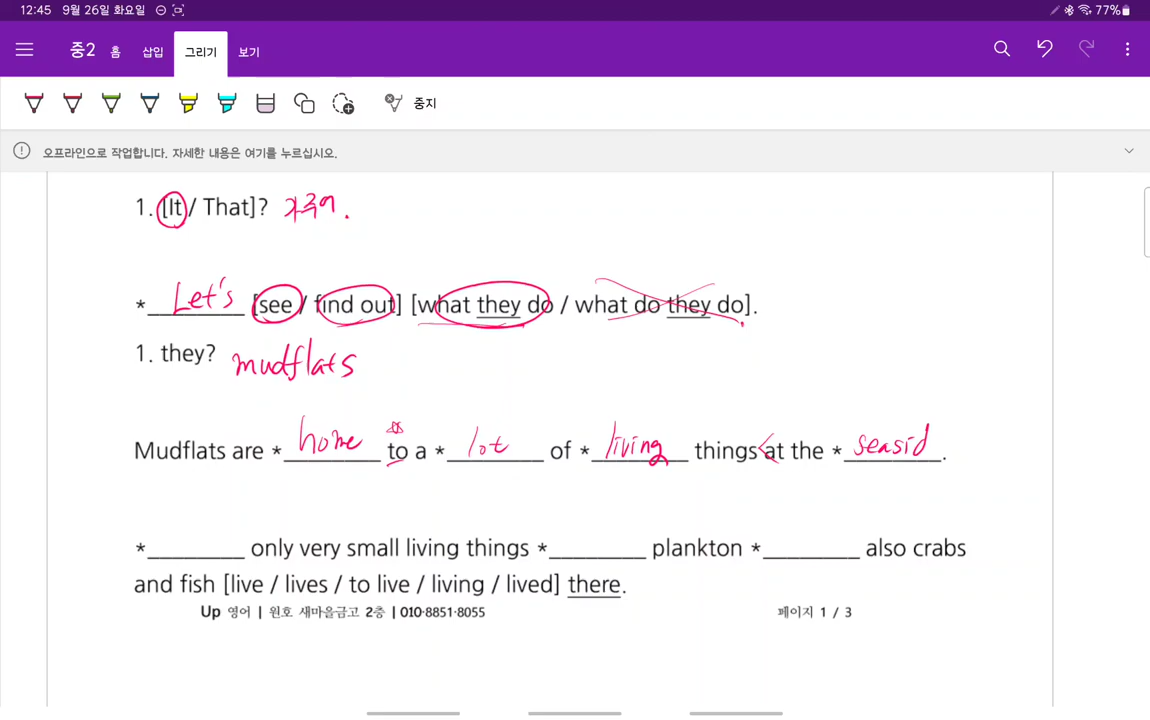 12:45 9월 26일 화요일 77%
중2 홈 삽입 그리기 보기
중지
오프라인으로 작업합니다. 자세한 내용은 여기를 누르십시오.
1. [It / That]? 가주어.
* Let's [see / find out] [what they do / what do they do].
1. they? mudflats
Mudflats are * home to a * lot of * living things at the * seasid.
*________ only very small living things *________ plankton *________ also crabs
and fish [live / lives / to live / living / lived] there.
Up 영어 | 원호 새마을금고 2층 | 010·8851·8055 페이지 1 / 3